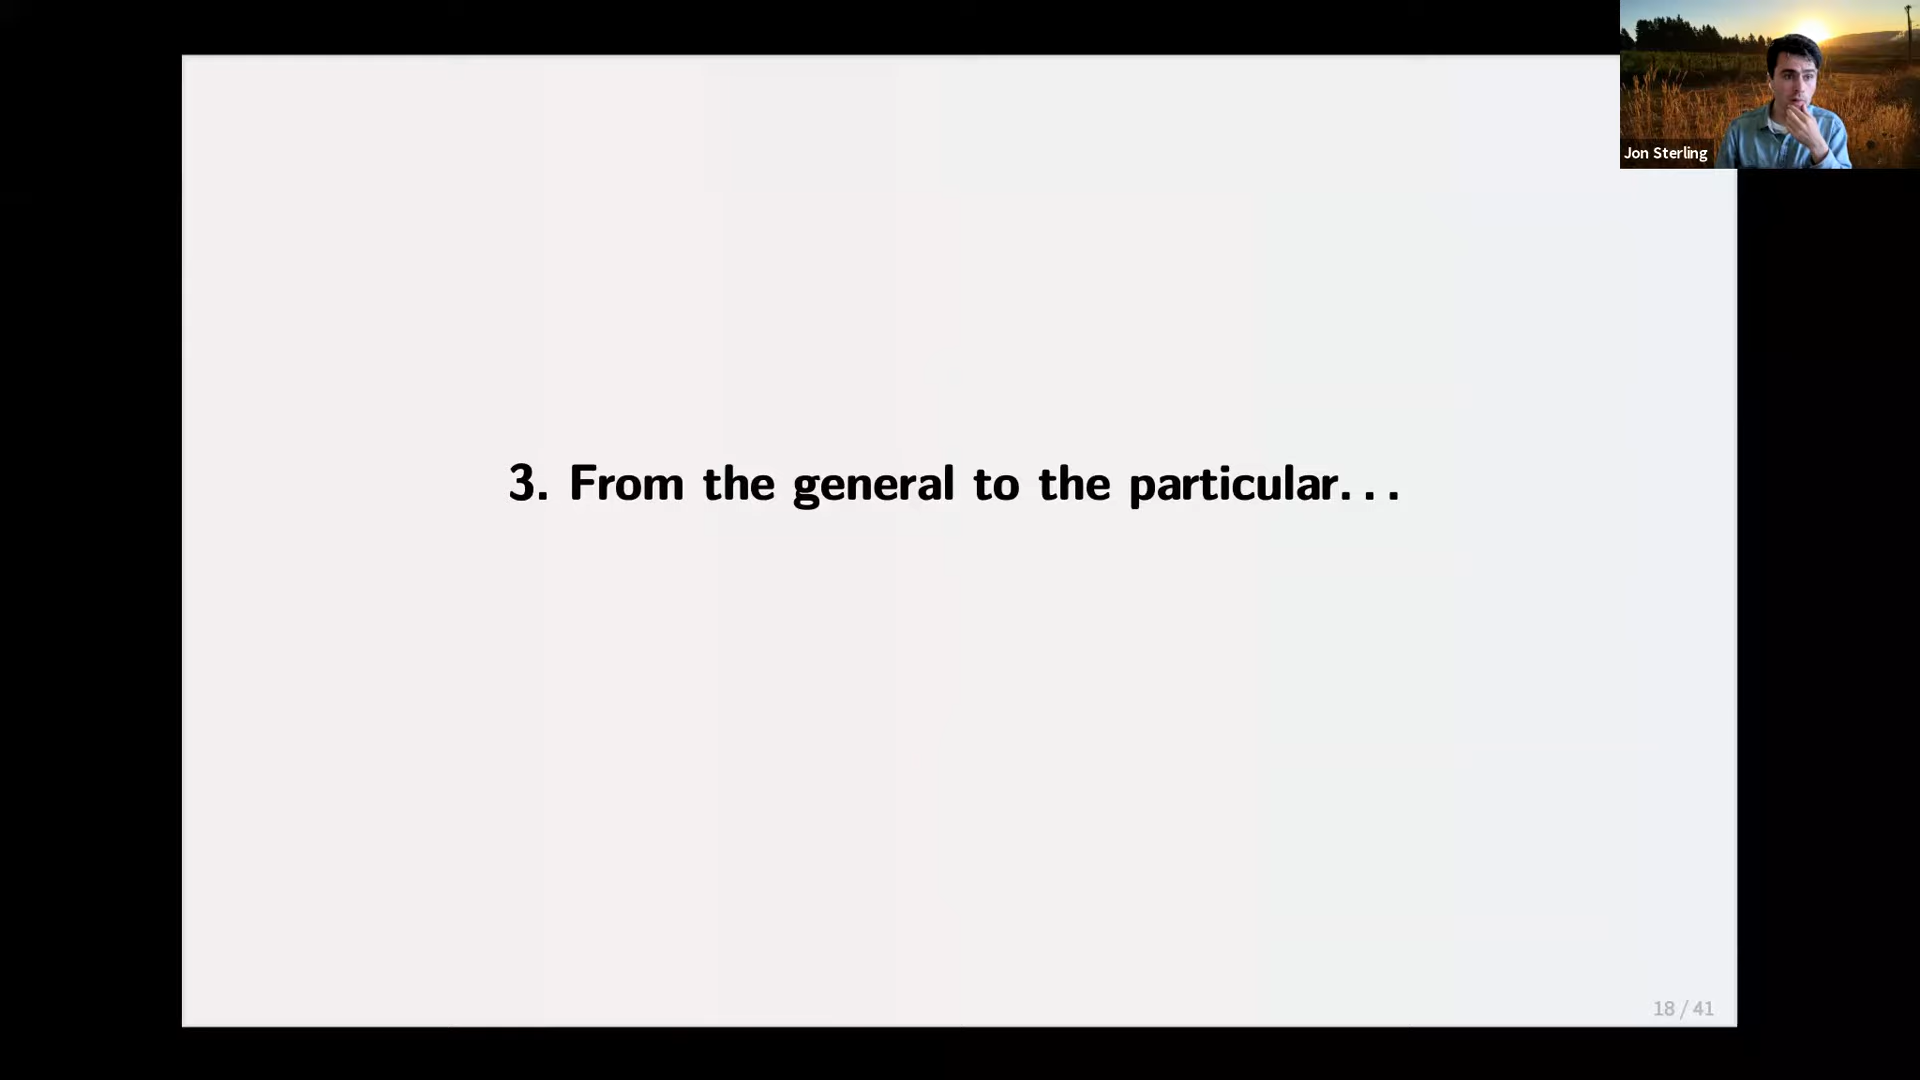 Jon Sterling
3. From the general to the particular...
18 / 41